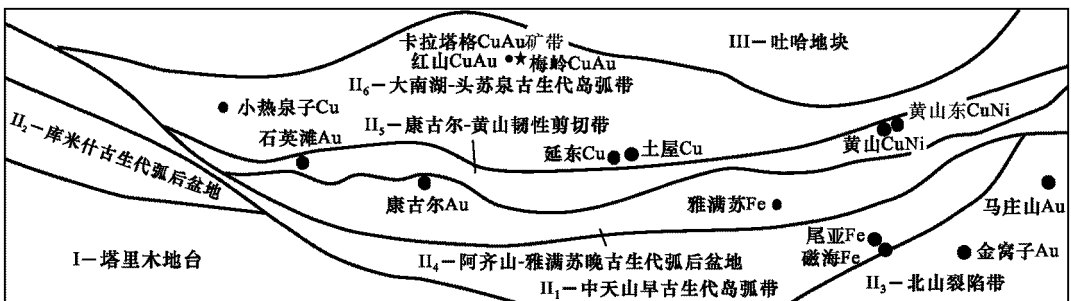 卡拉塔格CuAu矿带
III－吐哈地块
红山CuAu
梅岭CuAu
II₆－大南湖-头苏泉古生代岛弧带
小热泉子Cu
黄山东CuNi
II₅－康古尔-黄山韧性剪切带
石英滩Au
II₂－库米什古生代弧后盆地
延东Cu
土屋Cu
黄山CuNi
康古尔Au
雅满苏Fe
马庄山Au
尾亚Fe
磁海Fe
金窝子Au
I－塔里木地台
II₄－阿齐山-雅满苏晚古生代弧后盆地
II₃－北山裂陷带
II₁－中天山早古生代岛弧带